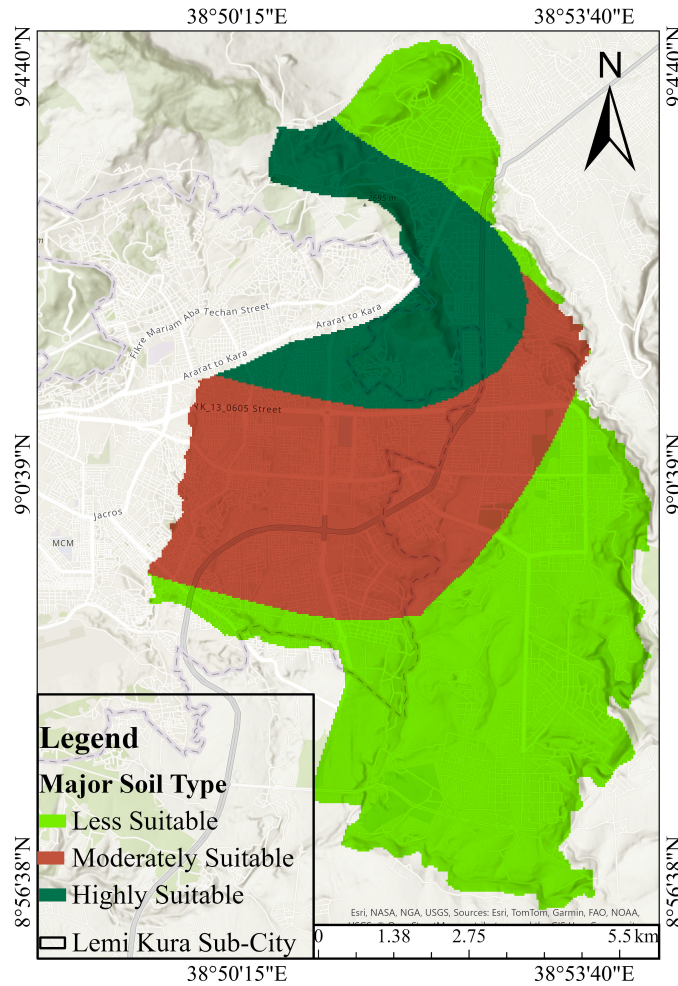 38°50'15"E
38°53'40"E
9°4'40"N
9°4'40"N
N
Fikre Mariam Aba Techan Street
Ararat to Kara
Ararat to Kara
NK_13_0605 Street
9°0'39"N
9°0'39"N
Jacros
MCM
Legend
Major Soil Type
Less Suitable
Moderately Suitable
Highly Suitable
Lemi Kura Sub-City
8°56'38"N
8°56'38"N
Esri, NASA, NGA, USGS, Sources: Esri, TomTom, Garmin, FAO, NOAA,
0 1.38 2.75 5.5 km
38°50'15"E
38°53'40"E